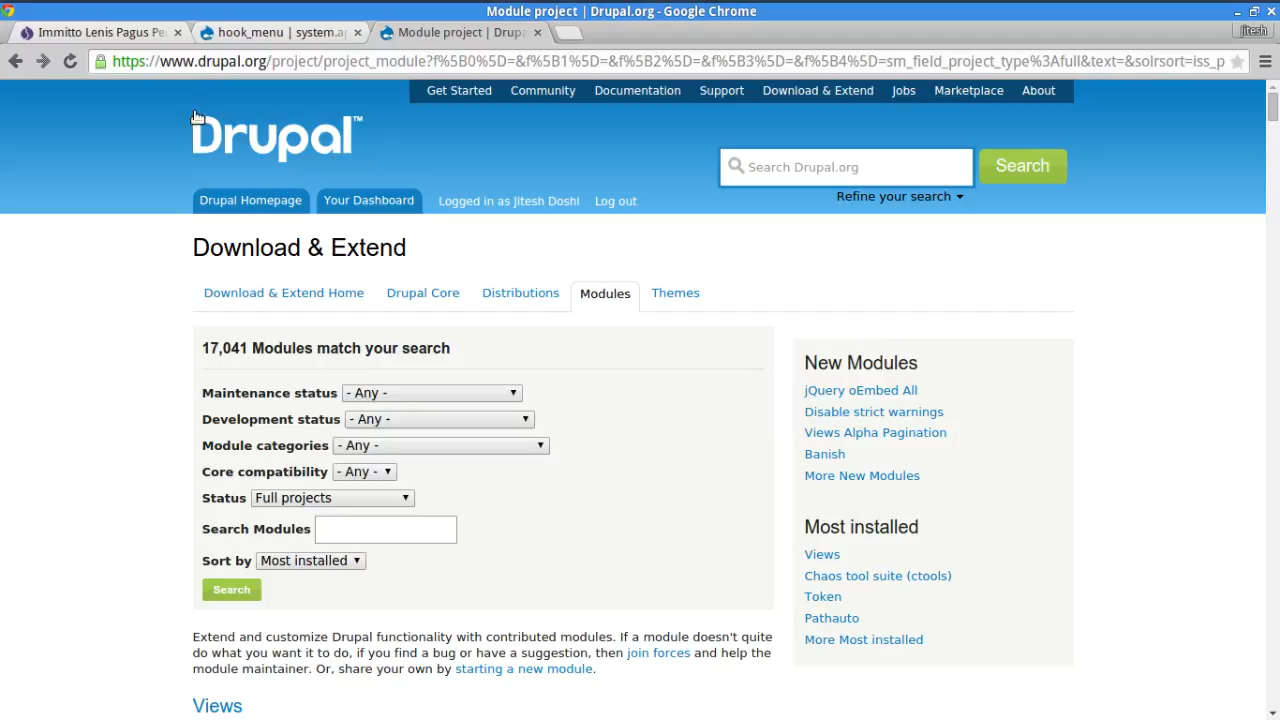 Module project | Drupal.org - Google Chrome
Immitto Lenis Pagus Pe
hook_menu | system.a
Module project | Drupa
jitesh
https://www.drupal.org/project/project_module?f%5B0%5D=&f%5B1%5D=&f%5B2%5D=&f%5B3%5D=&f%5B4%5D=sm_field_project_type%3Afull&text=&solrsort=iss_p
Get Started Community Documentation Support Download & Extend Jobs Marketplace About
Drupal™
Search Drupal.org Search
Refine your search
Drupal Homepage Your Dashboard Logged in as Jitesh Doshi Log out
Download & Extend
Download & Extend Home Drupal Core Distributions Modules Themes
17,041 Modules match your search
Maintenance status - Any -
Development status - Any -
Module categories - Any -
Core compatibility - Any -
Status Full projects
Search Modules
Sort by Most installed
Search
Extend and customize Drupal functionality with contributed modules. If a module doesn't quite
do what you want it to do, if you find a bug or have a suggestion, then join forces and help the
module maintainer. Or, share your own by starting a new module.
Views
New Modules
jQuery oEmbed All
Disable strict warnings
Views Alpha Pagination
Banish
More New Modules
Most installed
Views
Chaos tool suite (ctools)
Token
Pathauto
More Most installed